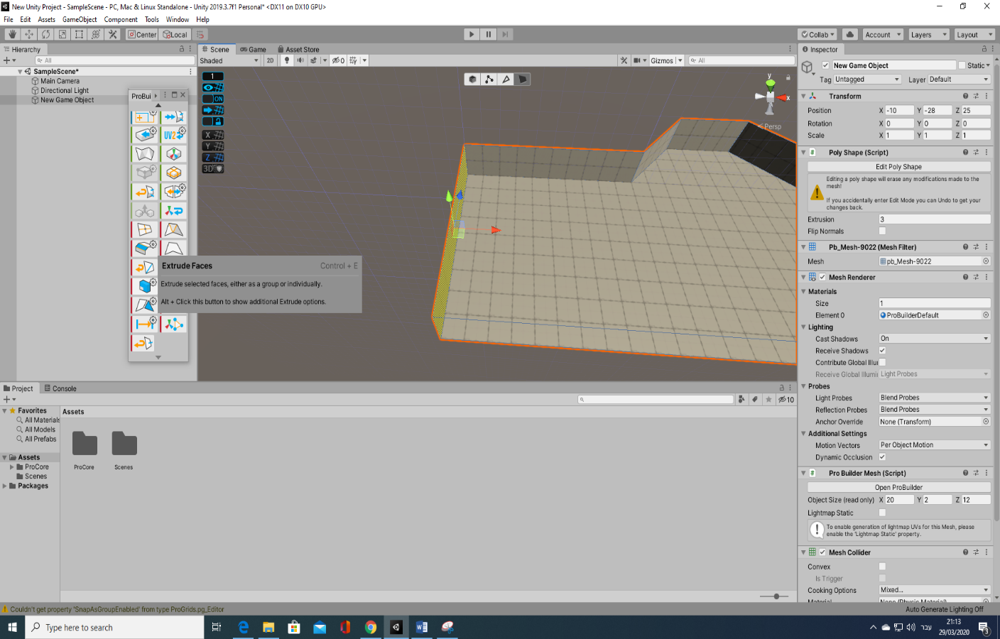 New Unity Project - SampleScene - PC, Mac & Linux Standalone - Unity 2019.3.7f1 Personal* <DX11 on DX10 GPU>
File Edit Assets GameObject Component Tools Window Help
Center Local
Collab Account Layers Layout
Hierarchy
All
SampleScene*
Main Camera
Directional Light
New Game Object
ProBui
UV2
Scene Game Asset Store
Shaded 2D 0 Gizmos All
1
ON
X
Y
Z
3D
y
x
Persp
Extrude Faces Control + E
Extrude selected faces, either as a group or individually.
Alt + Click this button to show additional Extrude options.
Inspector
New Game Object Static
Tag Untagged Layer Default
Transform
Position X -10 Y -28 Z 25
Rotation X 0 Y 0 Z 0
Scale X 1 Y 1 Z 1
Poly Shape (Script)
Edit Poly Shape
Editing a poly shape will erase any modifications made to the
mesh!
If you accidentally enter Edit Mode you can Undo to get your
changes back.
Extrusion 3
Flip Normals
Pb_Mesh-9022 (Mesh Filter)
Mesh pb_Mesh-9022
Mesh Renderer
Materials
Size 1
Element 0 ProBuilderDefault
Lighting
Cast Shadows On
Receive Shadows
Contribute Global Illu
Receive Global Illumin Light Probes
Probes
Light Probes Blend Probes
Reflection Probes Blend Probes
Anchor Override None (Transform)
Additional Settings
Motion Vectors Per Object Motion
Dynamic Occlusion
Pro Builder Mesh (Script)
Open ProBuilder
Object Size (read only) X 20 Y 2 Z 12
Lightmap Static
To enable generation of lightmap UVs for this Mesh, please
enable the 'Lightmap Static' property.
Mesh Collider
Convex
Is Trigger
Cooking Options Mixed...
Material None (Physic Material)
Project Console
10
Favorites
All Materials
All Models
All Prefabs
Assets
ProCore
Scenes
Packages
Assets
ProCore Scenes
Couldn't get property 'SnapAsGroupEnabled' from type ProGrids.pg_Editor
Auto Generate Lighting Off
Type here to search
עבר
21:13
29/03/2020
3